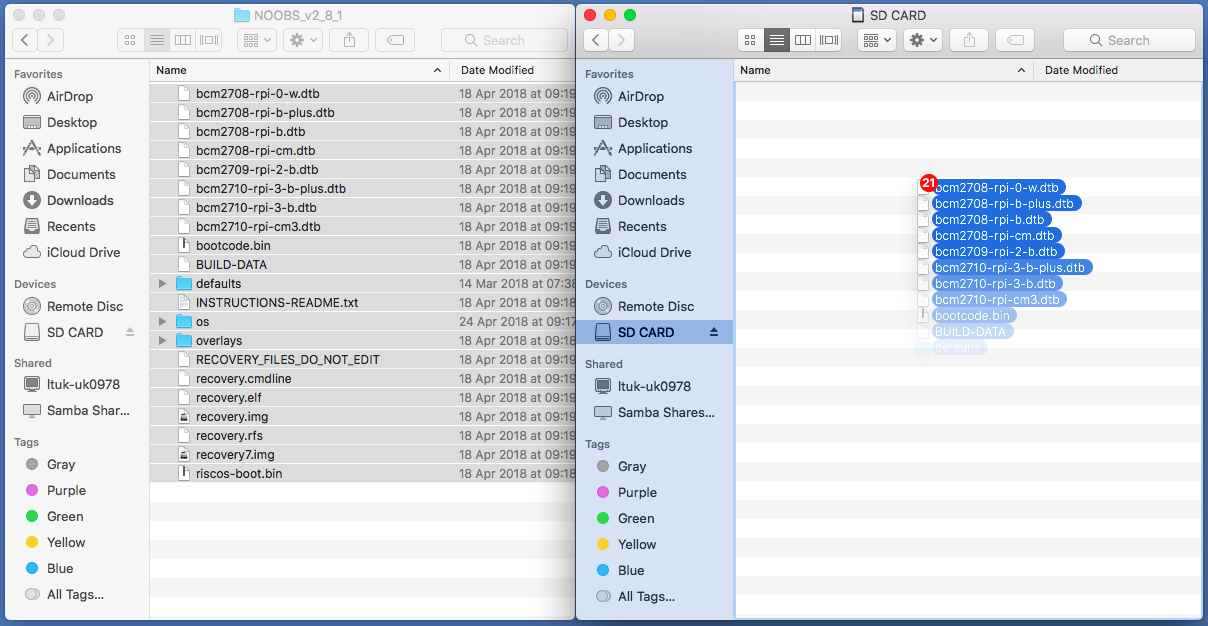 NOOBS_v2_8_1
Search
Favorites
AirDrop
Desktop
Applications
Documents
Downloads
Recents
iCloud Drive
Devices
Remote Disc
SD CARD
Shared
ltuk-uk0978
Samba Shar...
Tags
Gray
Purple
Green
Yellow
Blue
All Tags...
Name Date Modified
bcm2708-rpi-0-w.dtb 18 Apr 2018 at 09:19
bcm2708-rpi-b-plus.dtb 18 Apr 2018 at 09:19
bcm2708-rpi-b.dtb 18 Apr 2018 at 09:19
bcm2708-rpi-cm.dtb 18 Apr 2018 at 09:19
bcm2709-rpi-2-b.dtb 18 Apr 2018 at 09:19
bcm2710-rpi-3-b-plus.dtb 18 Apr 2018 at 09:19
bcm2710-rpi-3-b.dtb 18 Apr 2018 at 09:19
bcm2710-rpi-cm3.dtb 18 Apr 2018 at 09:19
bootcode.bin 18 Apr 2018 at 09:19
BUILD-DATA 18 Apr 2018 at 09:19
defaults 14 Mar 2018 at 07:38
INSTRUCTIONS-README.txt 18 Apr 2018 at 09:18
os 24 Apr 2018 at 09:17
overlays 18 Apr 2018 at 09:19
RECOVERY_FILES_DO_NOT_EDIT 18 Apr 2018 at 09:19
recovery.cmdline 18 Apr 2018 at 09:19
recovery.elf 18 Apr 2018 at 09:19
recovery.img 18 Apr 2018 at 09:19
recovery.rfs 18 Apr 2018 at 09:19
recovery7.img 18 Apr 2018 at 09:19
riscos-boot.bin 18 Apr 2018 at 09:18
SD CARD
Search
Favorites
AirDrop
Desktop
Applications
Documents
Downloads
Recents
iCloud Drive
Devices
Remote Disc
SD CARD
Shared
ltuk-uk0978
Samba Shares...
Tags
Gray
Purple
Green
Yellow
Blue
All Tags...
Name Date Modified
21
bcm2708-rpi-0-w.dtb
bcm2708-rpi-b-plus.dtb
bcm2708-rpi-b.dtb
bcm2708-rpi-cm.dtb
bcm2709-rpi-2-b.dtb
bcm2710-rpi-3-b-plus.dtb
bcm2710-rpi-3-b.dtb
bcm2710-rpi-cm3.dtb
bootcode.bin
BUILD-DATA
defaults